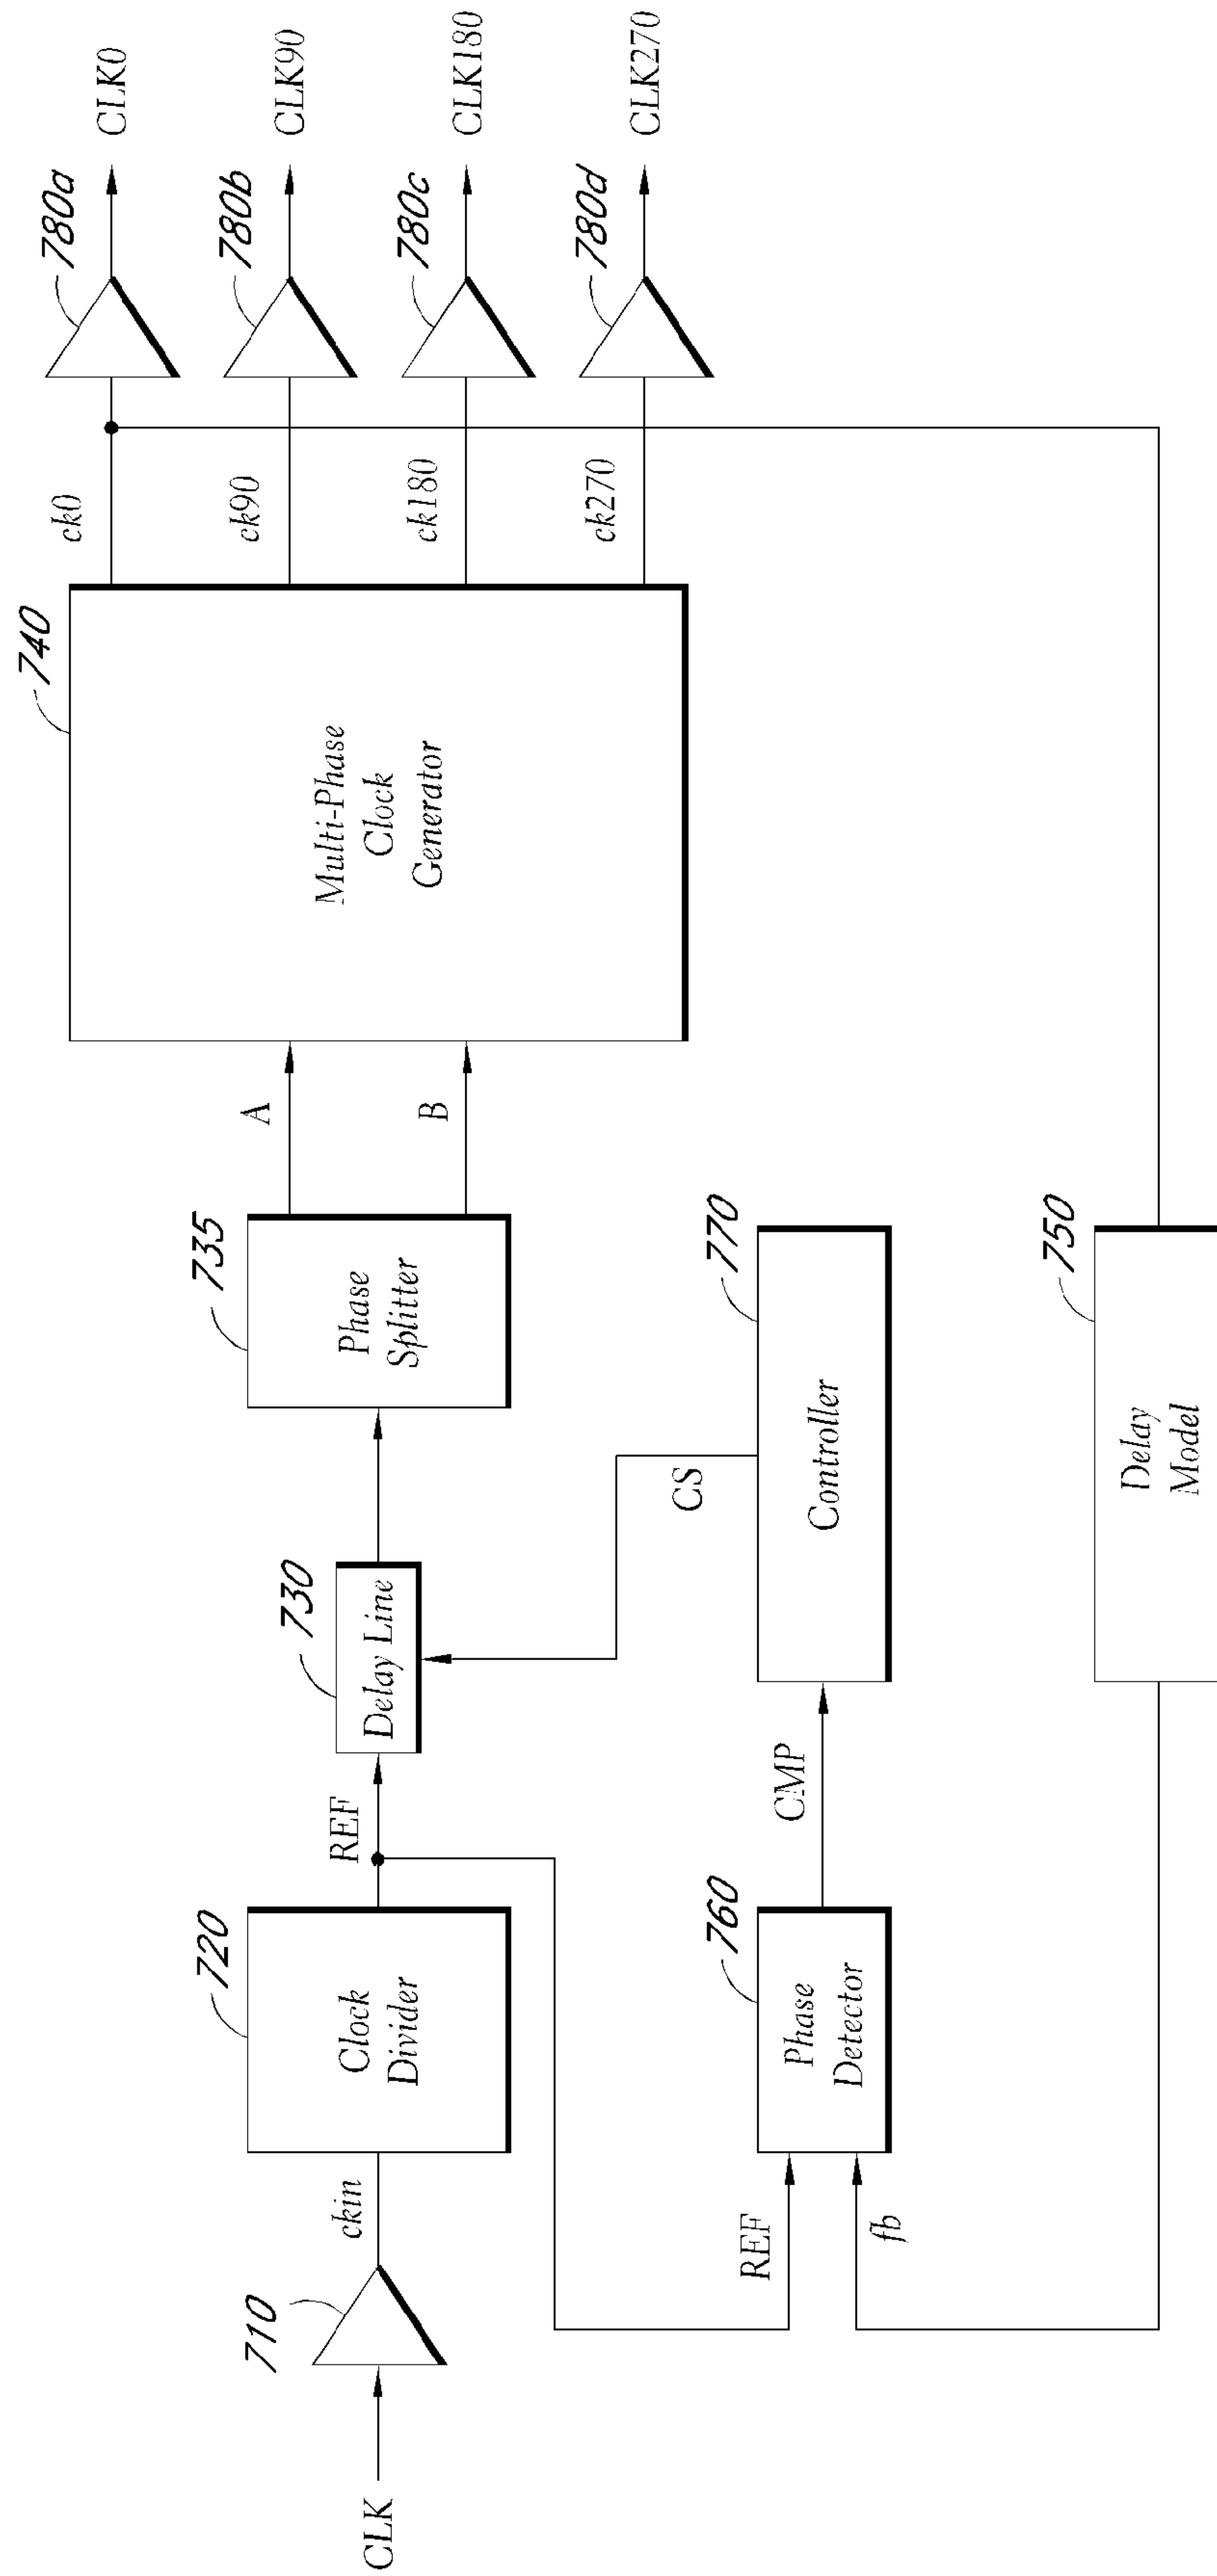 CLK
710
ckin
720
Clock
Divider
REF
730
Delay Line
735
Phase
Splitter
A
B
740
Multi-Phase
Clock
Generator
ck0
ck90
ck180
ck270
780a
780b
780c
780d
CLK0
CLK90
CLK180
CLK270
REF
fb
760
Phase
Detector
CMP
770
Controller
CS
750
Delay
Model